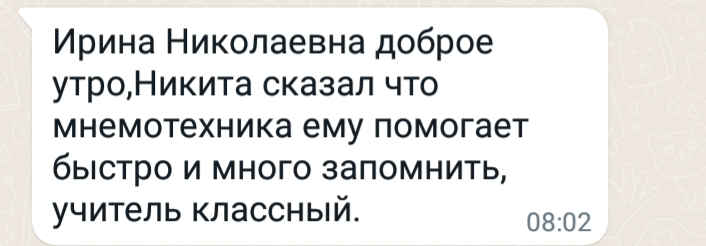 Ирина Николаевна доброе
утро,Никита сказал что
мнемотехника ему помогает
быстро и много запомнить,
учитель классный.
08:02